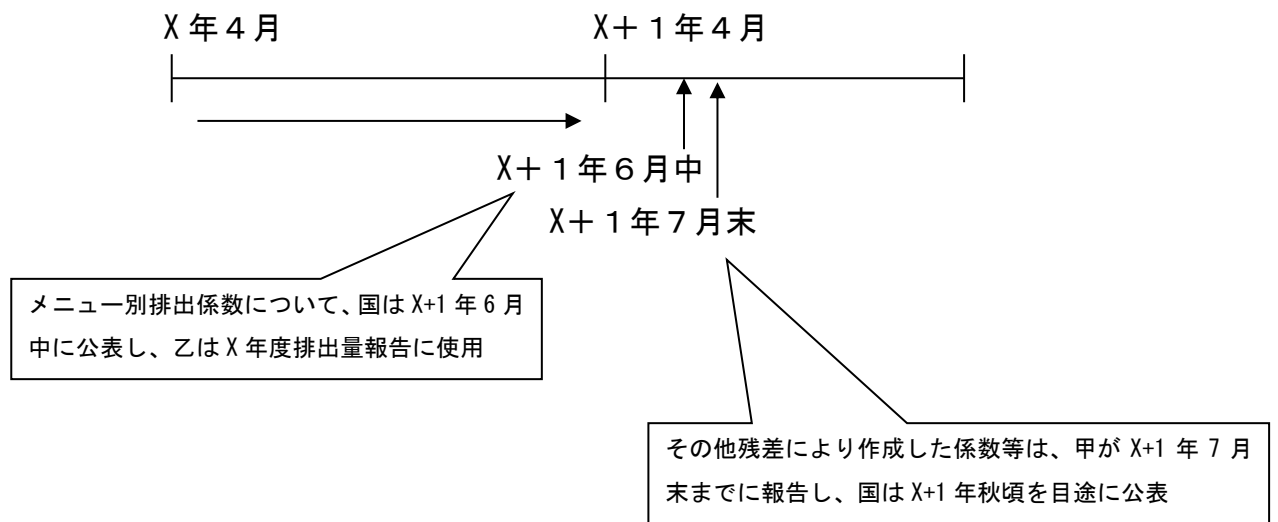 X年4月
X+1年4月
X+1年6月中
X+1年7月末
メニュー別排出係数について、国はX+1年6月
中に公表し、乙はX年度排出量報告に使用
その他残差により作成した係数等は、甲がX+1 年 7 月
末までに報告し、国はX+1年秋頃を目途に公表